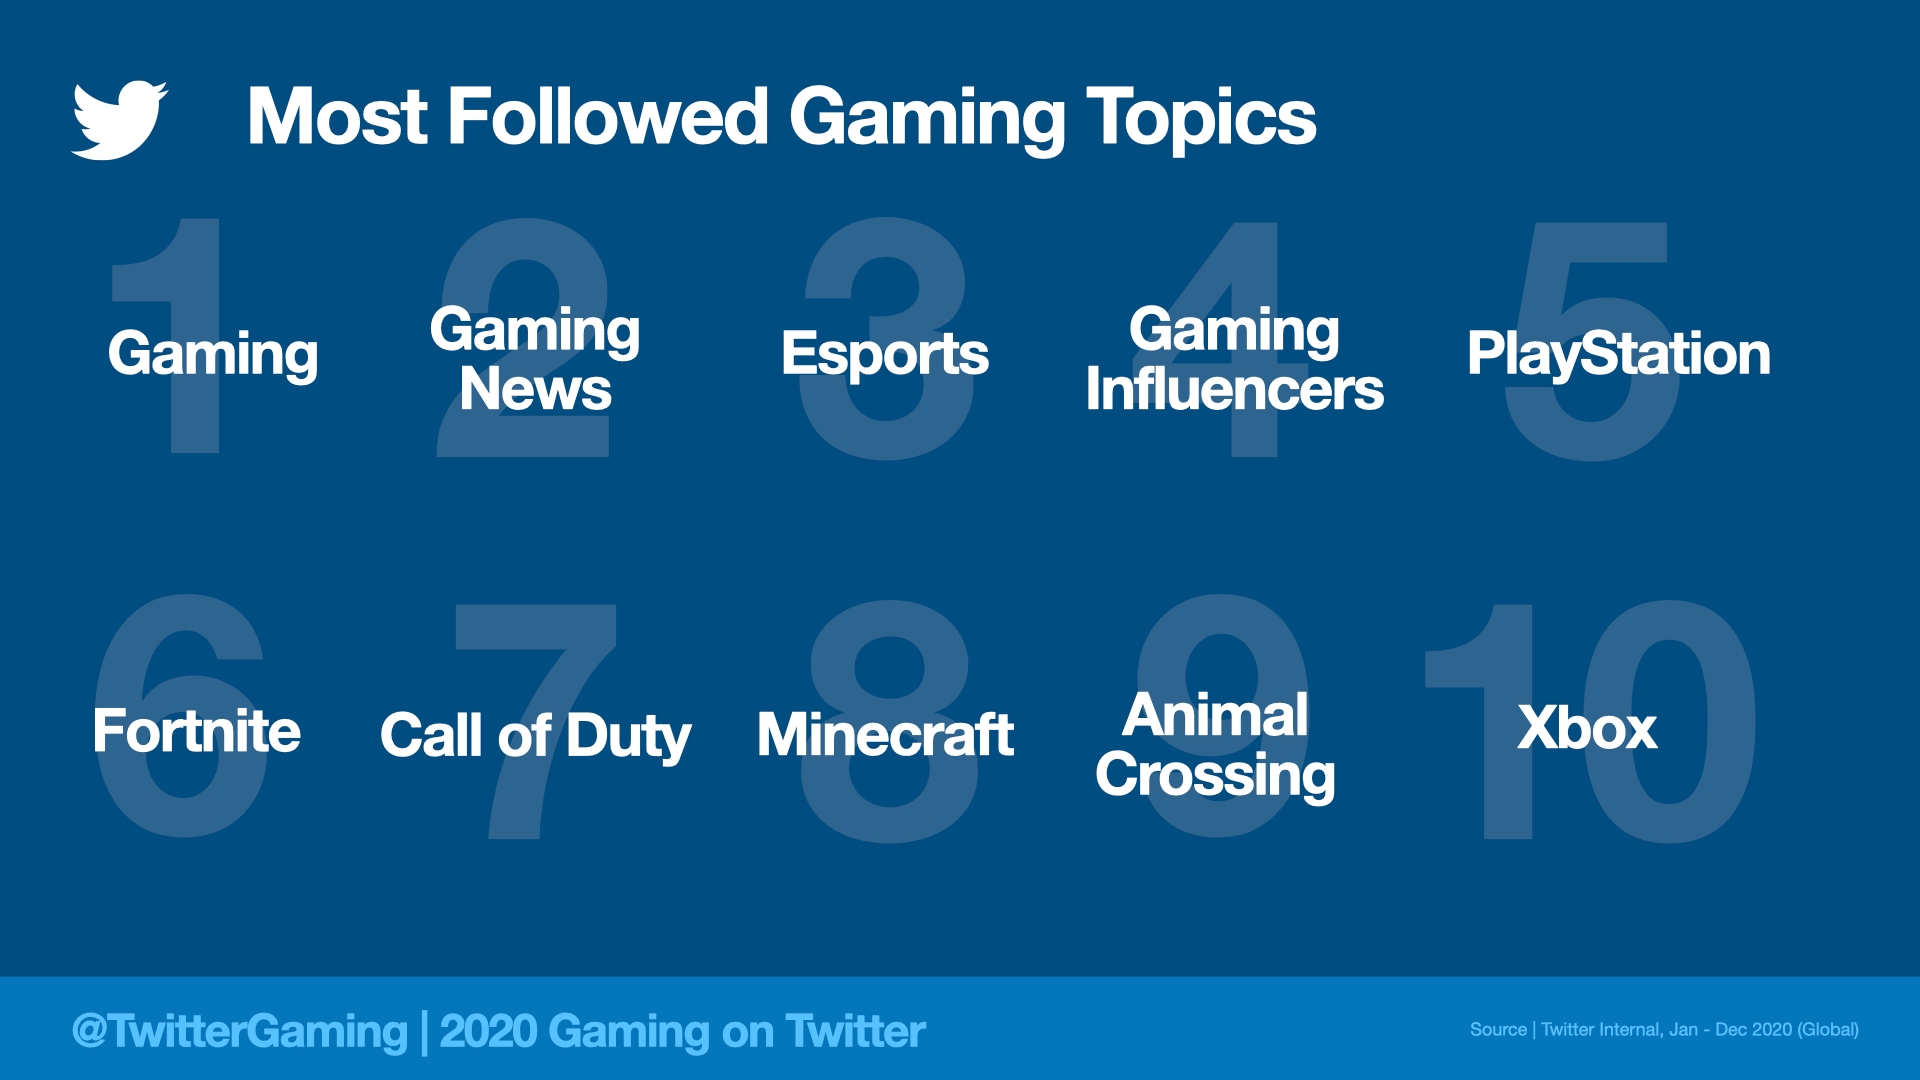 Most Followed Gaming Topics
1
Gaming
2
Gaming
News
3
Esports
4
Gaming
Influencers
5
PlayStation
6
Fortnite
7
Call of Duty
8
Minecraft
9
Animal
Crossing
10
Xbox
@TwitterGaming | 2020 Gaming on Twitter
Source | Twitter Internal, Jan - Dec 2020 (Global)